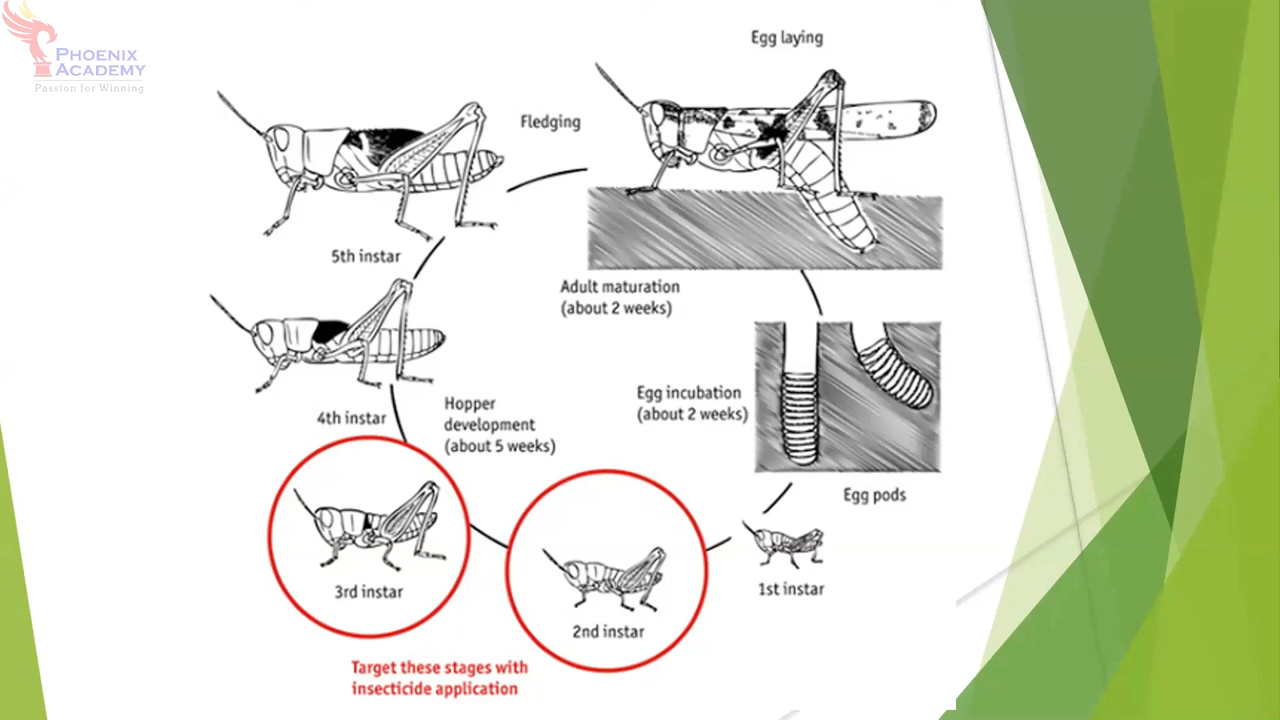 PHOENIX
ACADEMY
Passion for Winning
Egg laying
Fledging
5th instar
Adult maturation
(about 2 weeks)
Egg incubation
(about 2 weeks)
4th instar
Hopper
development
(about 5 weeks)
Egg pods
3rd instar
1st instar
2nd instar
Target these stages with
insecticide application